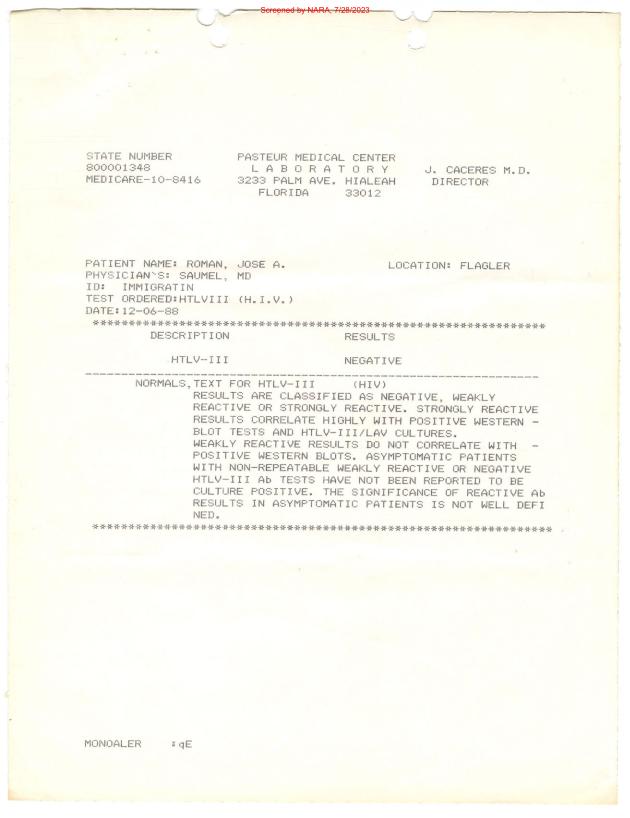 Screened by NARA, 7/28/2023
STATE NUMBER PASTEUR MEDICAL CENTER
800001348 L A B O R A T O R Y J. CACERES M.D.
MEDICARE-10-8416 3233 PALM AVE. HIALEAH DIRECTOR
FLORIDA 33012
PATIENT NAME: ROMAN, JOSE A. LOCATION: FLAGLER
PHYSICIAN`S: SAUMEL, MD
ID: IMMIGRATIN
TEST ORDERED:HTLVIII (H.I.V.)
DATE:12-06-88
***************************************************************
DESCRIPTION RESULTS
HTLV-III NEGATIVE
---------------------------------------------------------------
NORMALS,TEXT FOR HTLV-III (HIV)
RESULTS ARE CLASSIFIED AS NEGATIVE, WEAKLY
REACTIVE OR STRONGLY REACTIVE. STRONGLY REACTIVE
RESULTS CORRELATE HIGHLY WITH POSITIVE WESTERN -
BLOT TESTS AND HTLV-III/LAV CULTURES.
WEAKLY REACTIVE RESULTS DO NOT CORRELATE WITH -
POSITIVE WESTERN BLOTS. ASYMPTOMATIC PATIENTS
WITH NON-REPEATABLE WEAKLY REACTIVE OR NEGATIVE
HTLV-III Ab TESTS HAVE NOT BEEN REPORTED TO BE
CULTURE POSITIVE. THE SIGNIFICANCE OF REACTIVE Ab
RESULTS IN ASYMPTOMATIC PATIENTS IS NOT WELL DEFI
NED.
****************************************************************
MONOALER :qE